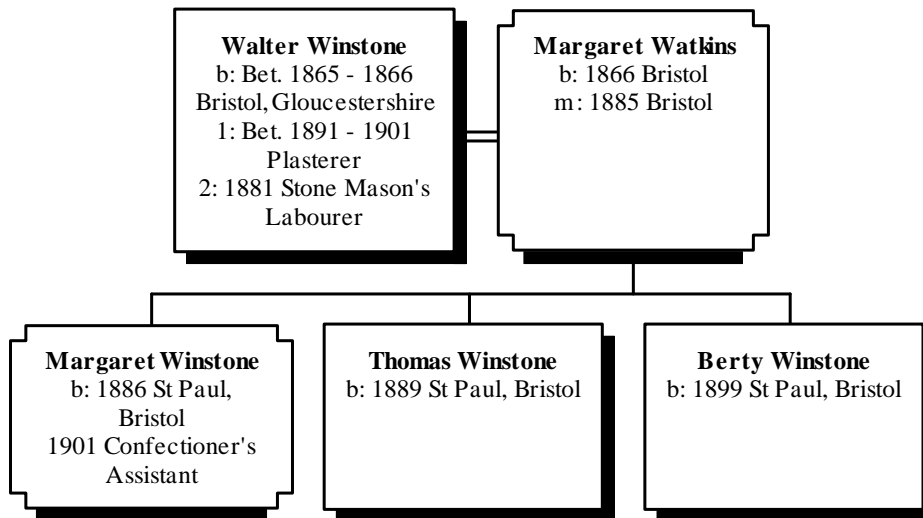 Walter Winstone
b: Bet. 1865 - 1866
Bristol, Gloucestershire
1: Bet. 1891 - 1901
Plasterer
2: 1881 Stone Mason's
Labourer
Margaret Watkins
b: 1866 Bristol
m: 1885 Bristol
Margaret Winstone
b: 1886 St Paul,
Bristol
1901 Confectioner's
Assistant
Thomas Winstone
b: 1889 St Paul, Bristol
Berty Winstone
b: 1899 St Paul, Bristol